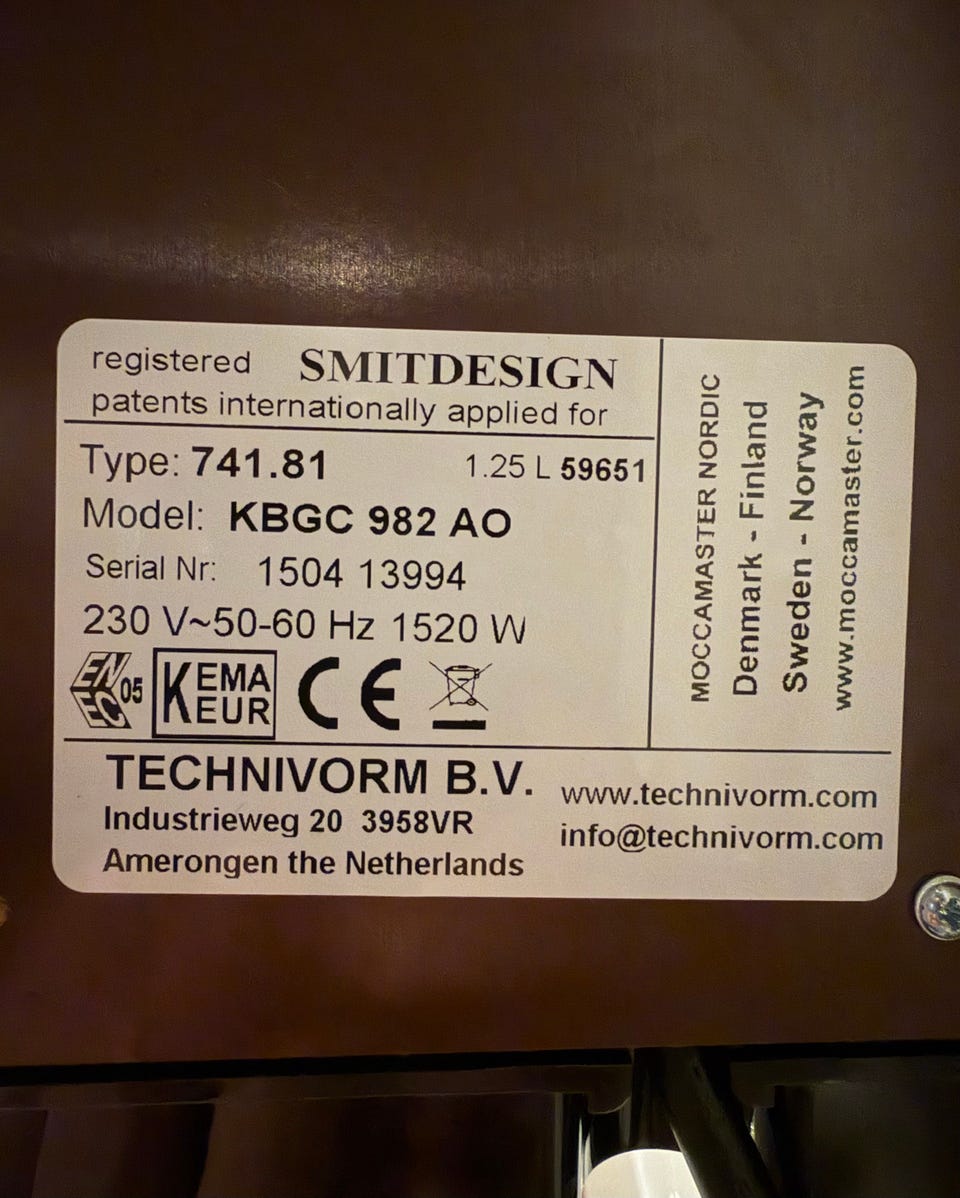 registered SMITDESIGN
patents internationally applied for
Type: 741.81 1.25 L 59651
Model: KBGC 982 AO
Serial Nr: 1504 13994
230 V~50-60 Hz 1520 W
EN
EC
05
KEMA
EUR
CE
MOCCAMASTER NORDIC
Denmark - Finland
Sweden - Norway
www.moccamaster.com
TECHNIVORM B.V.
Industrieweg 20 3958VR
Amerongen the Netherlands
www.technivorm.com
info@technivorm.com